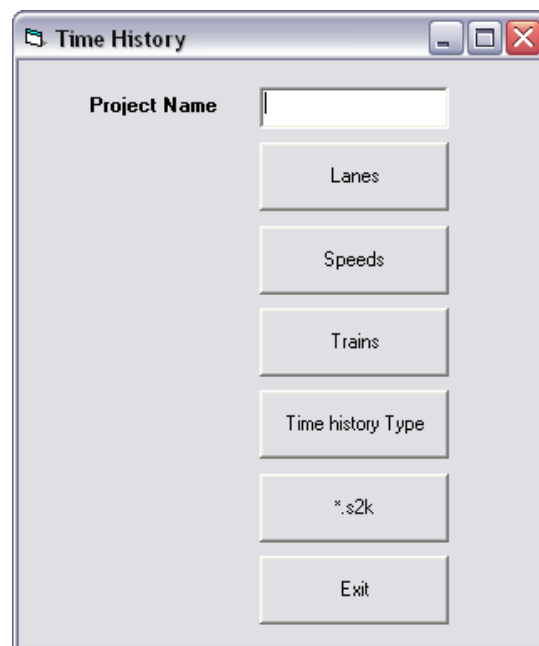 Time History
Project Name
Lanes
Speeds
Trains
Time history Type
*.s2k
Exit